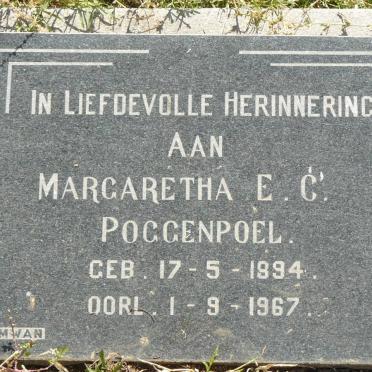 In Liefdevolle Herinnering
Aan
Margaretha E. C.
Poggenpoel.
Geb. 17-5-1894.
Oorl. 1-9-1967.